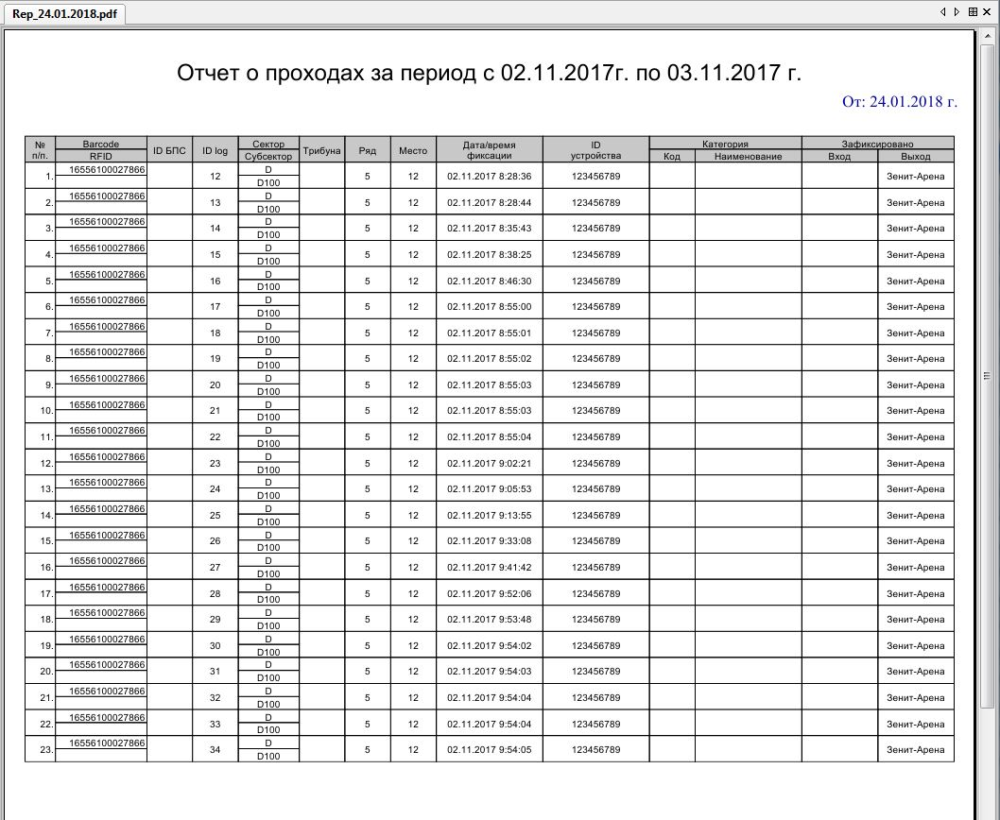 Rep_24.01.2018.pdf
Отчет о проходах за период с 02.11.2017г. по 03.11.2017 г.
От: 24.01.2018 г.
№ п/п. Barcode RFID ID БПС ID log Сектор Субсектор Трибуна Ряд Место Дата/время фиксации ID устройства Категория Код Наименование Зафиксировано Вход Выход
1. 16556100027866 12 D D100 5 12 02.11.2017 8:28:36 123456789 Зенит-Арена
2. 16556100027866 13 D D100 5 12 02.11.2017 8:28:44 123456789 Зенит-Арена
3. 16556100027866 14 D D100 5 12 02.11.2017 8:35:43 123456789 Зенит-Арена
4. 16556100027866 15 D D100 5 12 02.11.2017 8:38:25 123456789 Зенит-Арена
5. 16556100027866 16 D D100 5 12 02.11.2017 8:46:30 123456789 Зенит-Арена
6. 16556100027866 17 D D100 5 12 02.11.2017 8:55:00 123456789 Зенит-Арена
7. 16556100027866 18 D D100 5 12 02.11.2017 8:55:01 123456789 Зенит-Арена
8. 16556100027866 19 D D100 5 12 02.11.2017 8:55:02 123456789 Зенит-Арена
9. 16556100027866 20 D D100 5 12 02.11.2017 8:55:03 123456789 Зенит-Арена
10. 16556100027866 21 D D100 5 12 02.11.2017 8:55:03 123456789 Зенит-Арена
11. 16556100027866 22 D D100 5 12 02.11.2017 8:55:04 123456789 Зенит-Арена
12. 16556100027866 23 D D100 5 12 02.11.2017 9:02:21 123456789 Зенит-Арена
13. 16556100027866 24 D D100 5 12 02.11.2017 9:05:53 123456789 Зенит-Арена
14. 16556100027866 25 D D100 5 12 02.11.2017 9:13:55 123456789 Зенит-Арена
15. 16556100027866 26 D D100 5 12 02.11.2017 9:33:08 123456789 Зенит-Арена
16. 16556100027866 27 D D100 5 12 02.11.2017 9:41:42 123456789 Зенит-Арена
17. 16556100027866 28 D D100 5 12 02.11.2017 9:52:06 123456789 Зенит-Арена
18. 16556100027866 29 D D100 5 12 02.11.2017 9:53:48 123456789 Зенит-Арена
19. 16556100027866 30 D D100 5 12 02.11.2017 9:54:02 123456789 Зенит-Арена
20. 16556100027866 31 D D100 5 12 02.11.2017 9:54:03 123456789 Зенит-Арена
21. 16556100027866 32 D D100 5 12 02.11.2017 9:54:04 123456789 Зенит-Арена
22. 16556100027866 33 D D100 5 12 02.11.2017 9:54:04 123456789 Зенит-Арена
23. 16556100027866 34 D D100 5 12 02.11.2017 9:54:05 123456789 Зенит-Арена